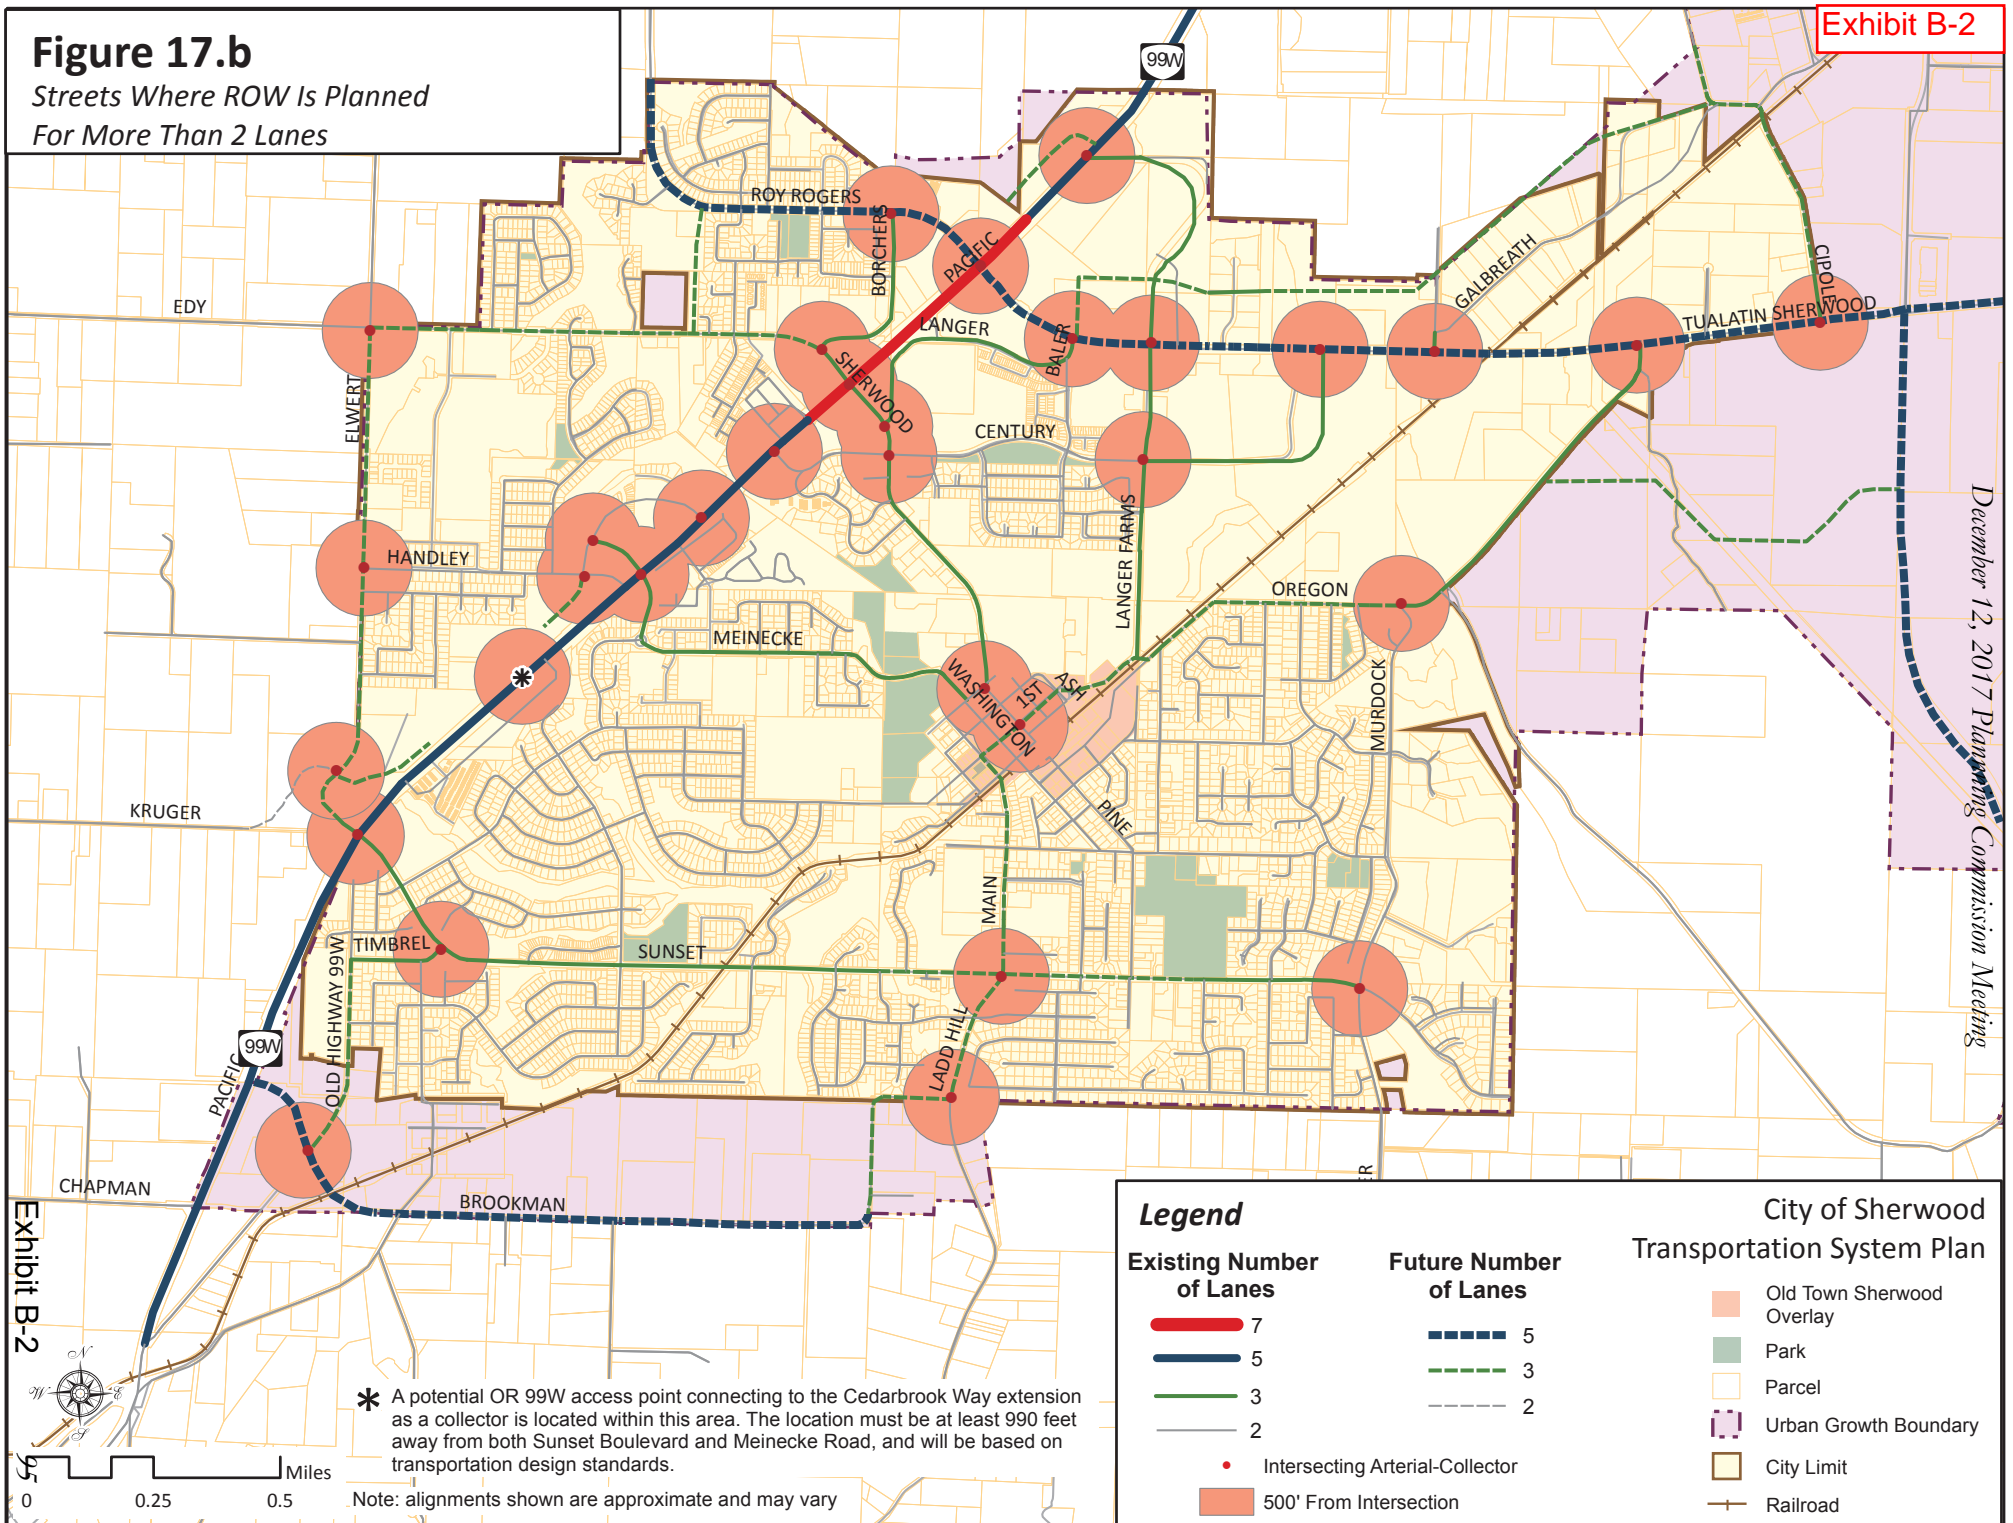 Figure 17.b
Streets Where ROW Is Planned
For More Than 2 Lanes
Exhibit B-2
99W
ROY ROGERS
BORCHERS
PACIFIC
EDY
LANGER
BALER
GALBREATH
CIPOLE
TUALATIN SHERWOOD
SHERWOOD
ELWERT
CENTURY
HANDLEY
LANGER FARMS
OREGON
MEINECKE
WASHINGTON
1ST
ASH
MURDOCK
KRUGER
PINE
MAIN
TIMBREL
SUNSET
OLD HIGHWAY 99W
LADD HILL
99W
PACIFIC
CHAPMAN
BROOKMAN
ER
December 12, 2017 Planning Commission Meeting
Exhibit B-2
N
W
E
S
95
Miles
0
0.25
0.5
* A potential OR 99W access point connecting to the Cedarbrook Way extension
as a collector is located within this area. The location must be at least 990 feet
away from both Sunset Boulevard and Meinecke Road, and will be based on
transportation design standards.
Note: alignments shown are approximate and may vary
Legend
Existing Number
of Lanes
7
5
3
2
Future Number
of Lanes
5
3
2
Intersecting Arterial-Collector
500' From Intersection
City of Sherwood
Transportation System Plan
Old Town Sherwood
Overlay
Park
Parcel
Urban Growth Boundary
City Limit
Railroad